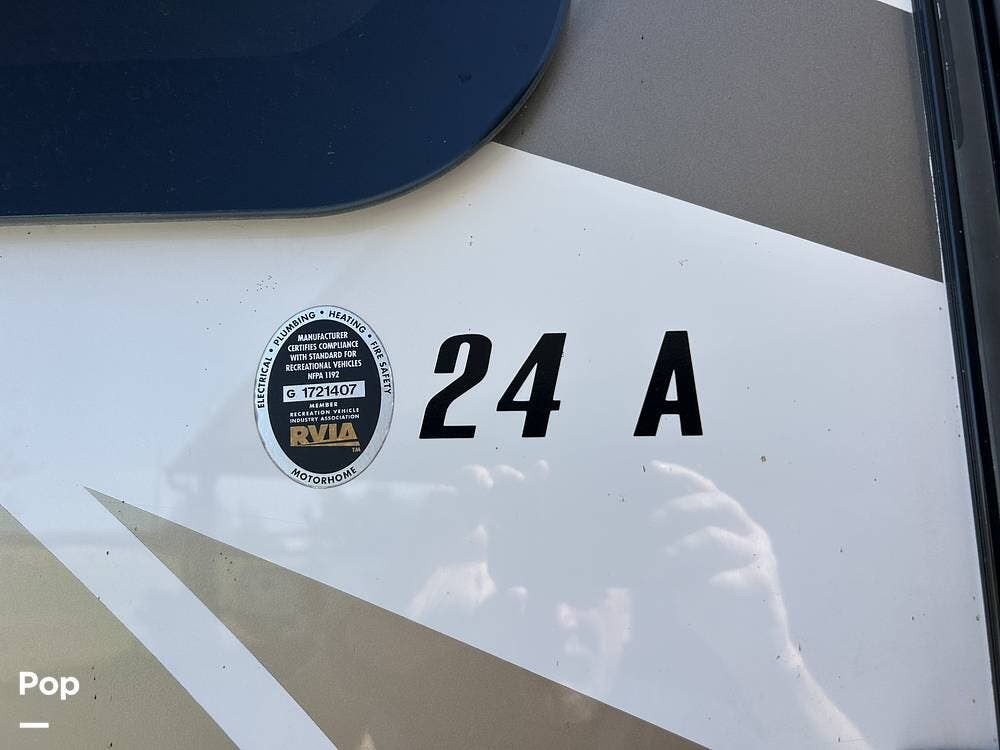 ELECTRICAL • PLUMBING • HEATING • FIRE SAFETY
MANUFACTURER
CERTIFIES COMPLIANCE
WITH STANDARD FOR
RECREATIONAL VEHICLES
NFPA 1192
G 1721407
MEMBER
RECREATION VEHICLE
INDUSTRY ASSOCIATION
RVIA
TM
MOTORHOME
24 A
Pop